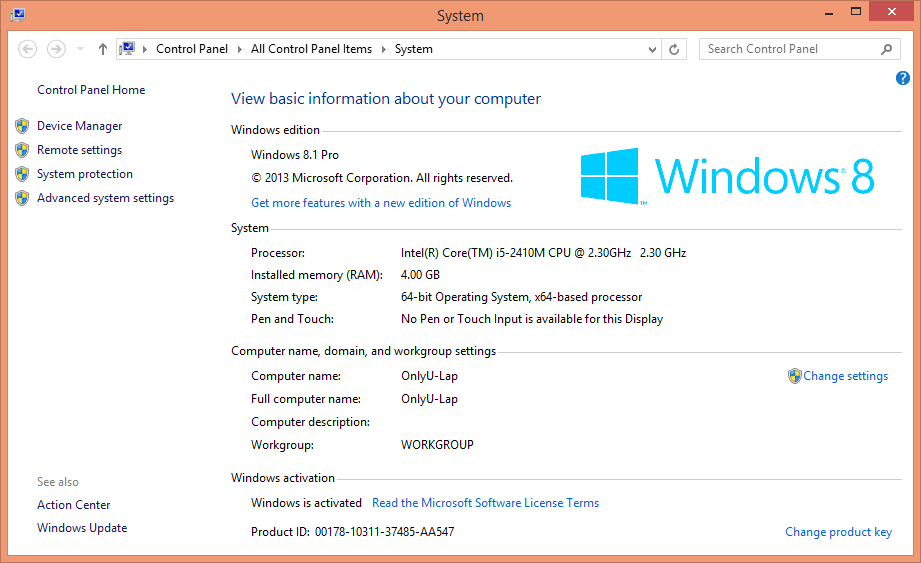 System
Control Panel All Control Panel Items System
Search Control Panel
Control Panel Home
Device Manager
Remote settings
System protection
Advanced system settings
See also
Action Center
Windows Update
View basic information about your computer
Windows edition
Windows 8.1 Pro
© 2013 Microsoft Corporation. All rights reserved.
Get more features with a new edition of Windows
Windows® 8
™
System
Processor: Intel(R) Core(TM) i5-2410M CPU @ 2.30GHz 2.30 GHz
Installed memory (RAM): 4.00 GB
System type: 64-bit Operating System, x64-based processor
Pen and Touch: No Pen or Touch Input is available for this Display
Computer name, domain, and workgroup settings
Computer name: OnlyU-Lap
Change settings
Full computer name: OnlyU-Lap
Computer description:
Workgroup: WORKGROUP
Windows activation
Windows is activated Read the Microsoft Software License Terms
Product ID: 00178-10311-37485-AA547
Change product key